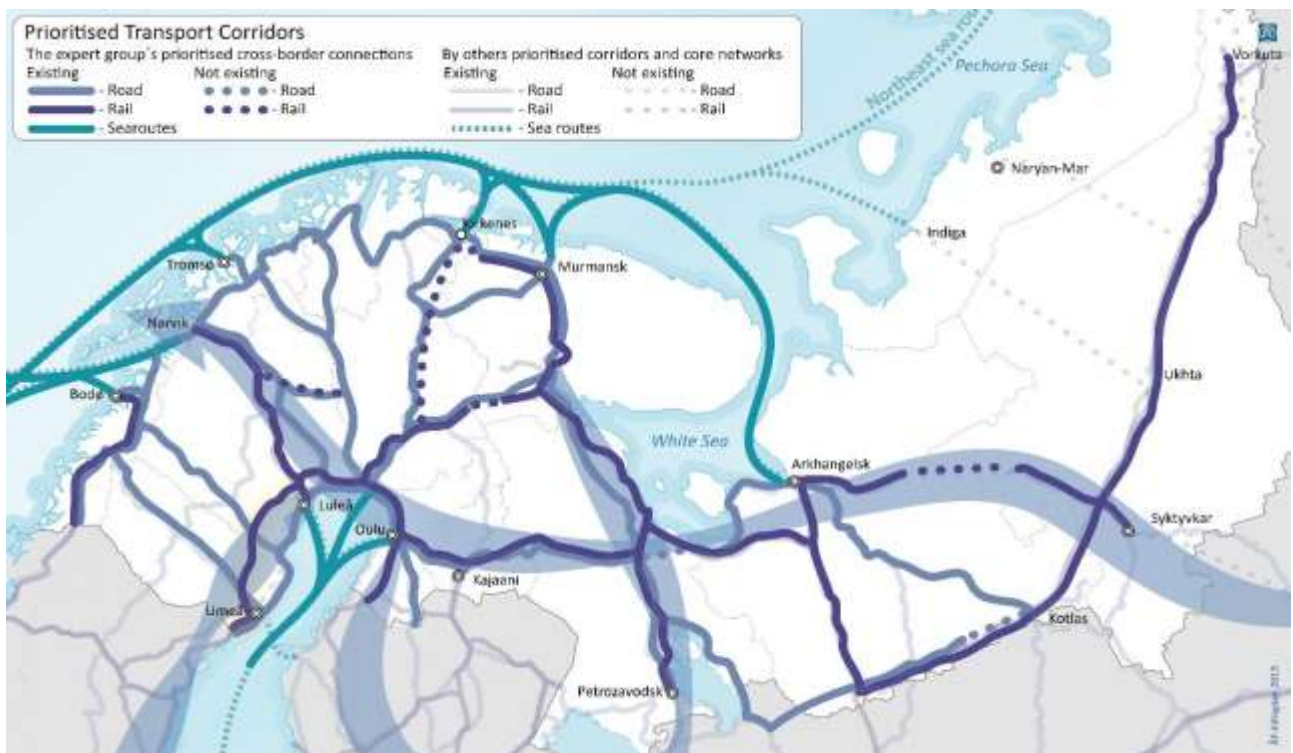 Prioritised Transport Corridors
The expert group´s prioritised cross-border connections
Existing
Not existing
- Road
- Road
- Rail
- Rail
- Searoutes
By others prioritised corridors and core networks
Existing
Not existing
- Road
- Road
- Rail
- Rail
- Sea routes
Northeast sea rou
Pechora Sea
Vorkuta
Naryan-Mar
Indiga
Kirkenes
Tromsø
Murmansk
Narvik
Ukhta
Bodø
White Sea
Arkhangelsk
Luleå
Oulu
Syktyvkar
Kajaani
Umeå
Kotlas
Petrozavodsk